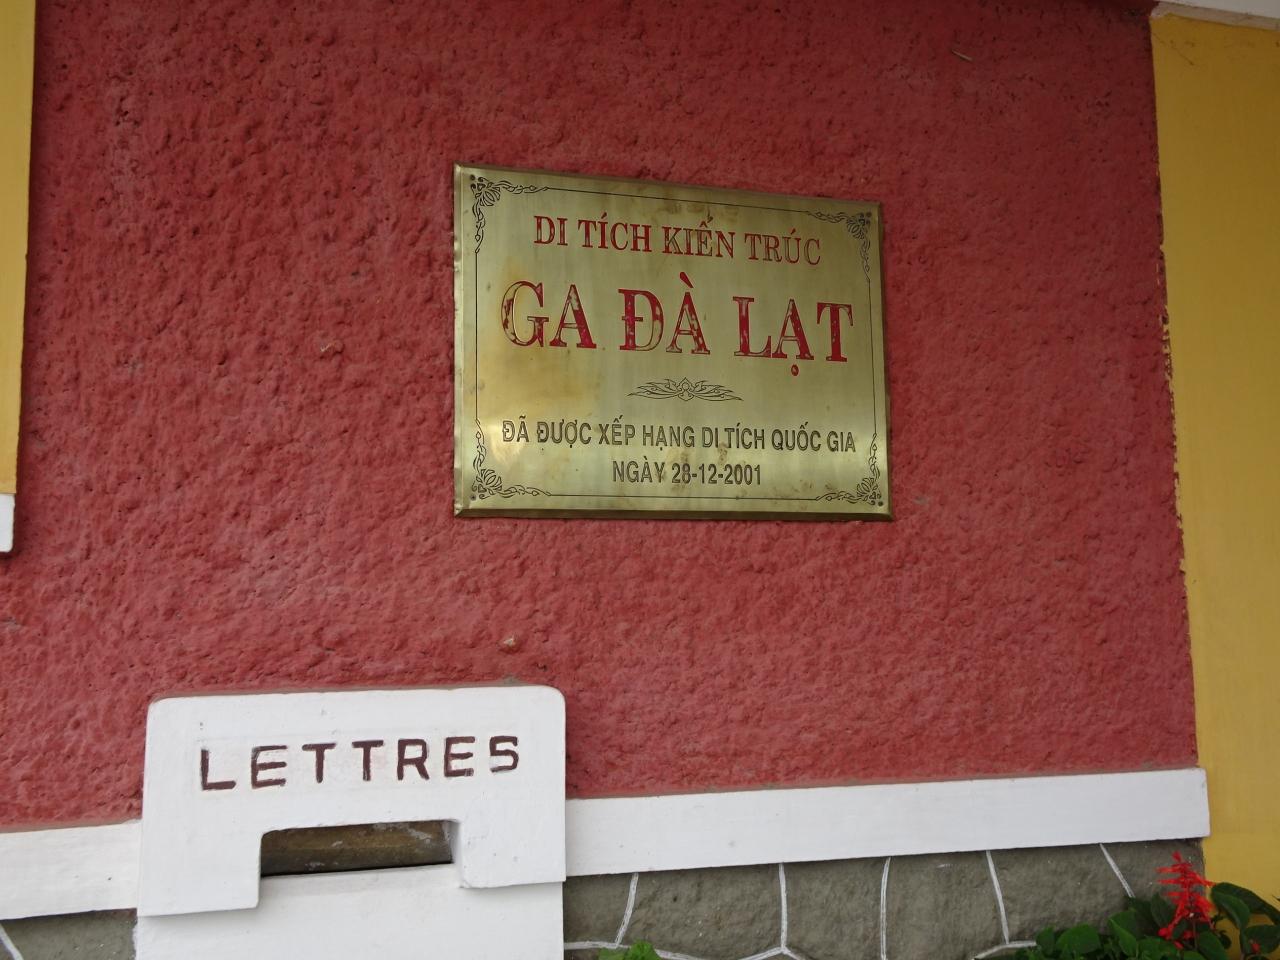 DI TÍCH KIẾN TRÚC
GA ĐÀ LẠT
ĐÃ ĐƯỢC XẾP HẠNG DI TÍCH QUỐC GIA
NGÀY 28-12-2001
LETTRES